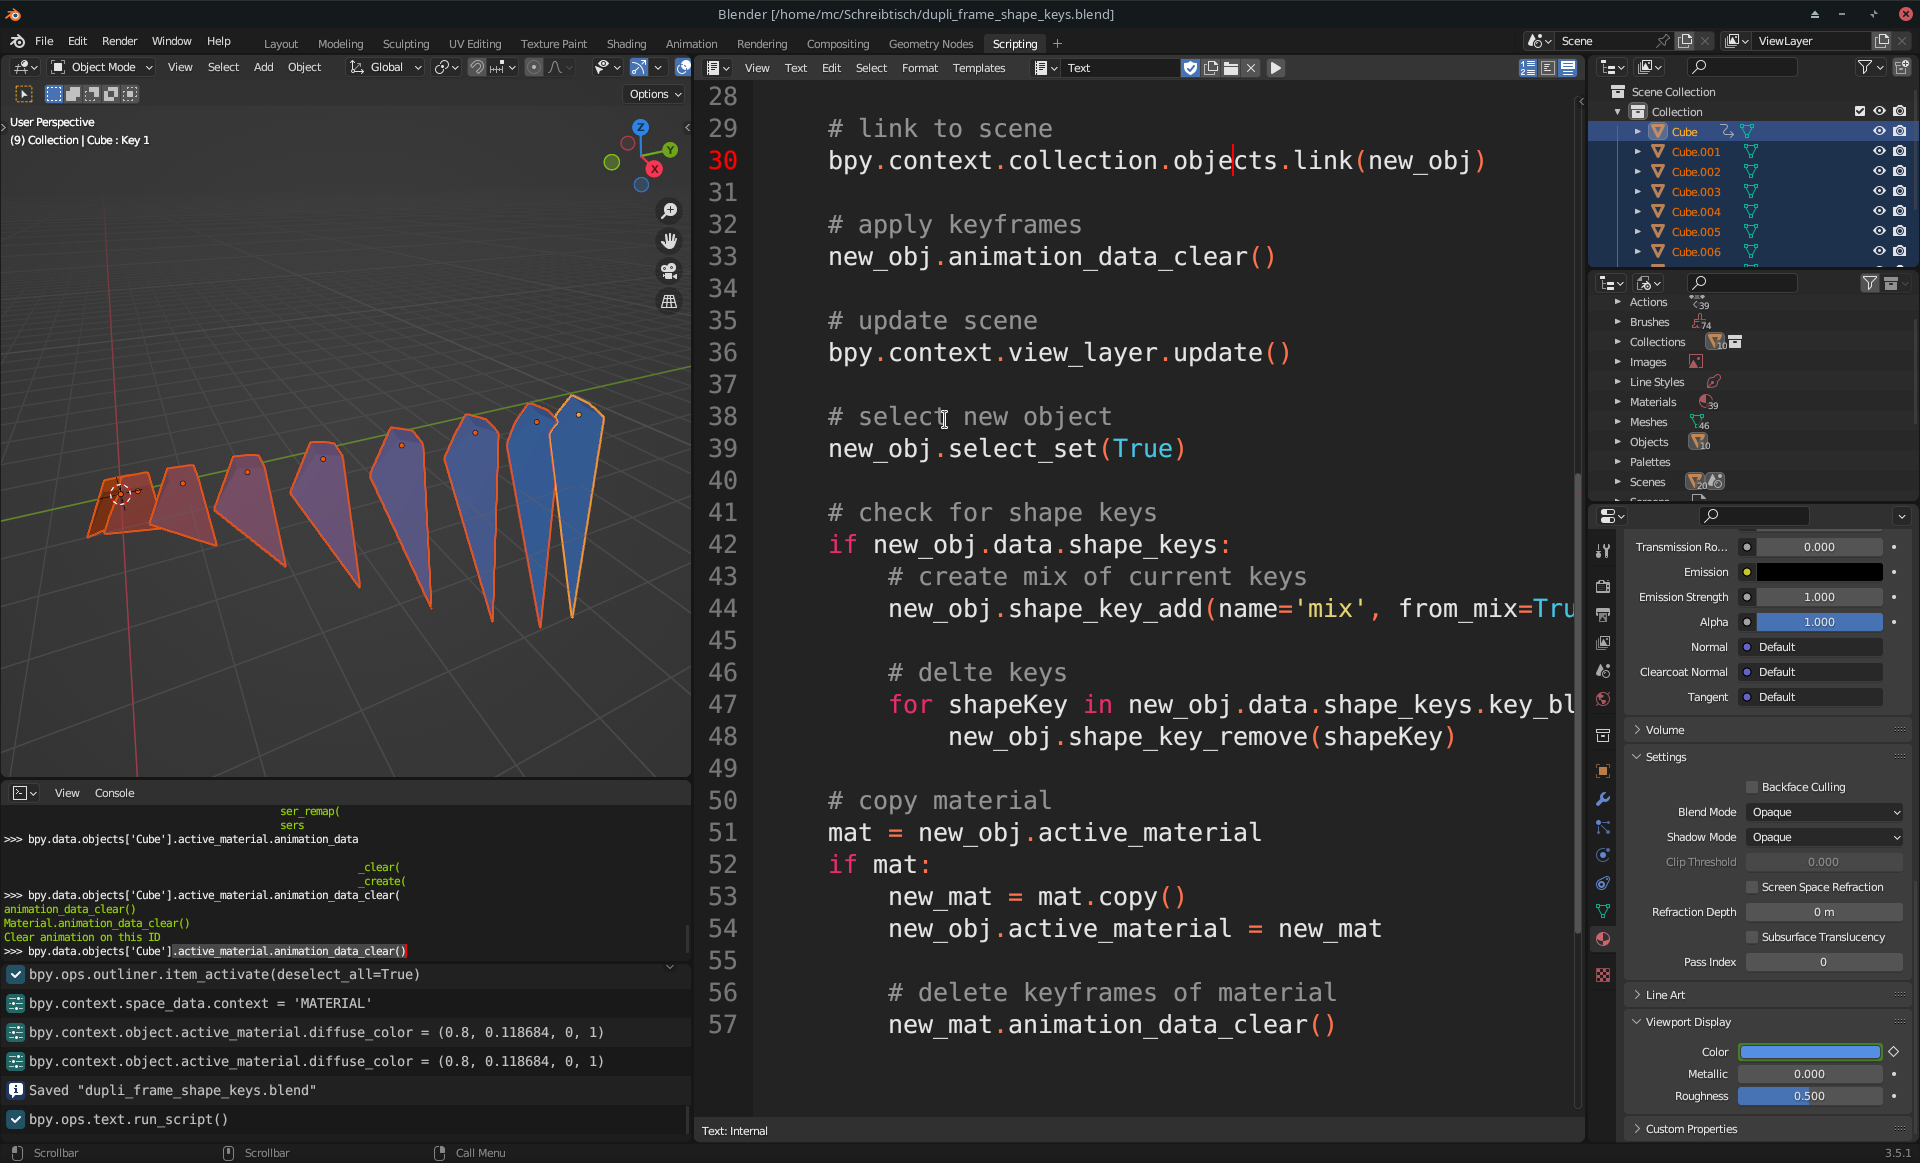 Blender [/home/mc/Schreibtisch/dupli_frame_shape_keys.blend]
File Edit Render Window Help
Layout Modeling Sculpting UV Editing Texture Paint Shading Animation Rendering Compositing Geometry Nodes Scripting +
Scene
ViewLayer
Object Mode View Select Add Object Global
Options
User Perspective
(9) Collection | Cube : Key 1
Z
Y
X
View Text Edit Select Format Templates Text
28
29 # link to scene
30 bpy.context.collection.objects.link(new_obj)
31
32 # apply keyframes
33 new_obj.animation_data_clear()
34
35 # update scene
36 bpy.context.view_layer.update()
37
38 # select new object
39 new_obj.select_set(True)
40
41 # check for shape keys
42 if new_obj.data.shape_keys:
43 # create mix of current keys
44 new_obj.shape_key_add(name='mix', from_mix=Tru
45
46 # delte keys
47 for shapeKey in new_obj.data.shape_keys.key_bl
48 new_obj.shape_key_remove(shapeKey)
49
50 # copy material
51 mat = new_obj.active_material
52 if mat:
53 new_mat = mat.copy()
54 new_obj.active_material = new_mat
55
56 # delete keyframes of material
57 new_mat.animation_data_clear()
Text: Internal
View Console
ser_remap(
sers
>>> bpy.data.objects['Cube'].active_material.animation_data
_clear(
_create(
>>> bpy.data.objects['Cube'].active_material.animation_data_clear(
animation_data_clear()
Material.animation_data_clear()
Clear animation on this ID
>>> bpy.data.objects['Cube'].active_material.animation_data_clear()
bpy.ops.outliner.item_activate(deselect_all=True)
bpy.context.space_data.context = 'MATERIAL'
bpy.context.object.active_material.diffuse_color = (0.8, 0.118684, 0, 1)
bpy.context.object.active_material.diffuse_color = (0.8, 0.118684, 0, 1)
Saved "dupli_frame_shape_keys.blend"
bpy.ops.text.run_script()
Scene Collection
Collection
Cube
Cube.001
Cube.002
Cube.003
Cube.004
Cube.005
Cube.006
Actions 39
Brushes 74
Collections 10
Images
Line Styles
Materials 39
Meshes 46
Objects 10
Palettes
Scenes 20
Transmission Ro... 0.000
Emission
Emission Strength 1.000
Alpha 1.000
Normal Default
Clearcoat Normal Default
Tangent Default
Volume
Settings
Backface Culling
Blend Mode Opaque
Shadow Mode Opaque
Clip Threshold 0.000
Screen Space Refraction
Refraction Depth 0 m
Subsurface Translucency
Pass Index 0
Line Art
Viewport Display
Color
Metallic 0.000
Roughness 0.500
Custom Properties
Scrollbar Scrollbar Call Menu
3.5.1